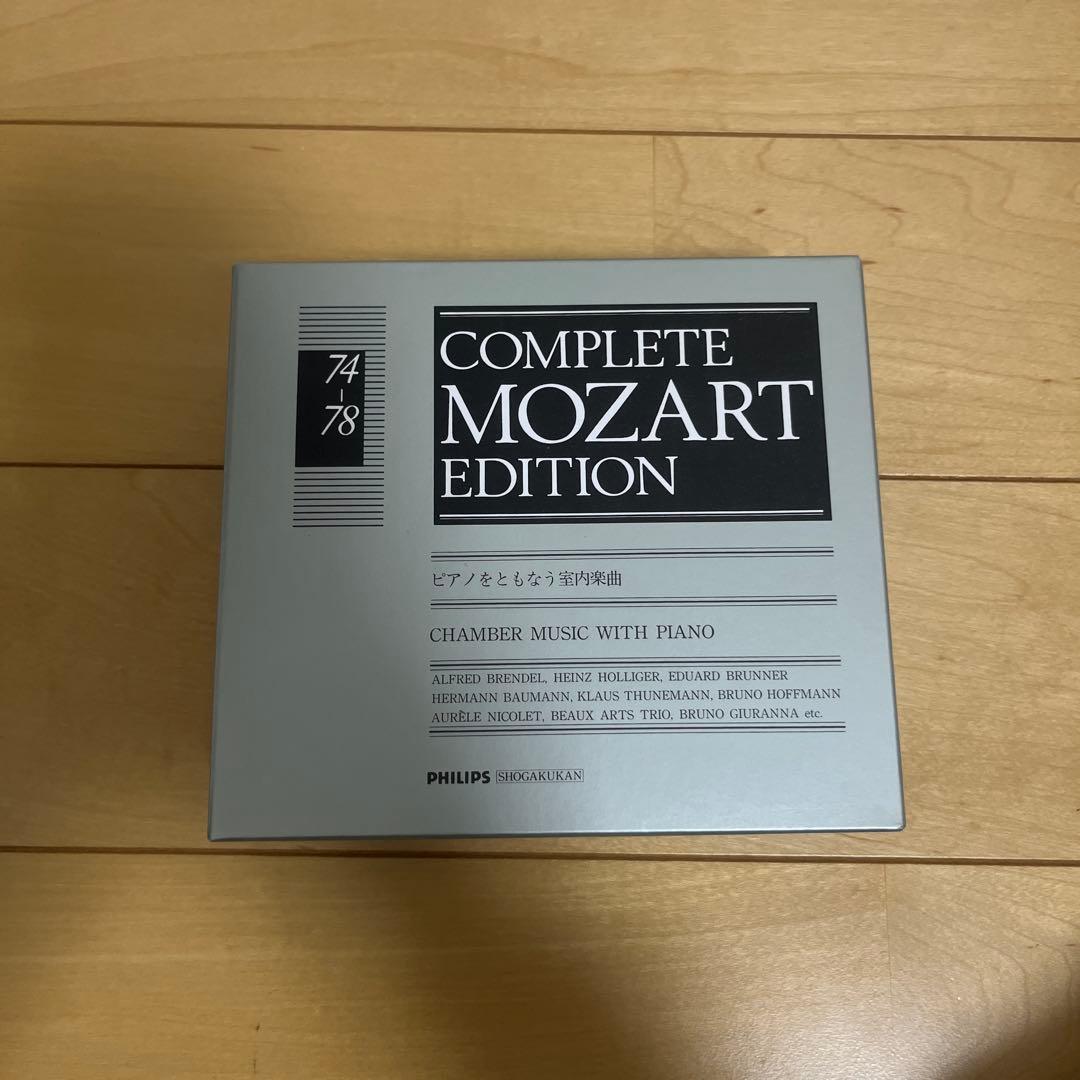 74
-
78
COMPLETE
MOZART
EDITION
ピアノをともなう室内楽曲
CHAMBER MUSIC WITH PIANO
ALFRED BRENDEL, HEINZ HOLLIGER, EDUARD BRUNNER
HERMANN BAUMANN, KLAUS THUNEMANN, BRUNO HOFFMANN
AURÈLE NICOLET, BEAUX ARTS TRIO, BRUNO GIURANNA etc.
PHILIPS SHOGAKUKAN